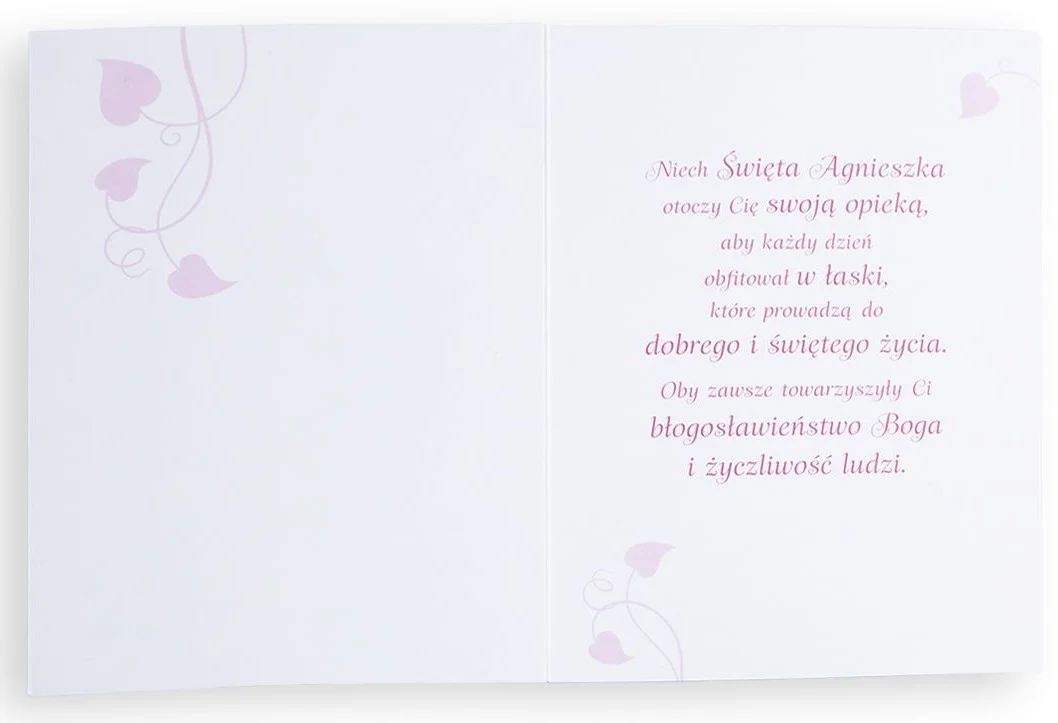 Niech Święta Agnieszka
otoczy Cię swoją opieką,
aby każdy dzień
obfitował w łaski,
które prowadzą do
dobrego i świętego życia.
Oby zawsze towarzyszyły Ci
błogosławieństwo Boga
i życzliwość ludzi.